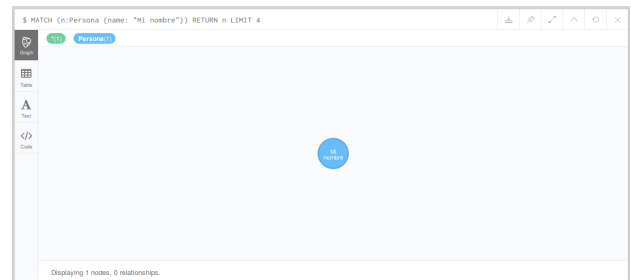 $ MATCH (n:Persona {name: "Mi nombre"}) RETURN n LIMIT 4
*(1) Persona(1)
Graph
Table
A
Text
</>
Code
Mi
nombre
Displaying 1 nodes, 0 relationships.